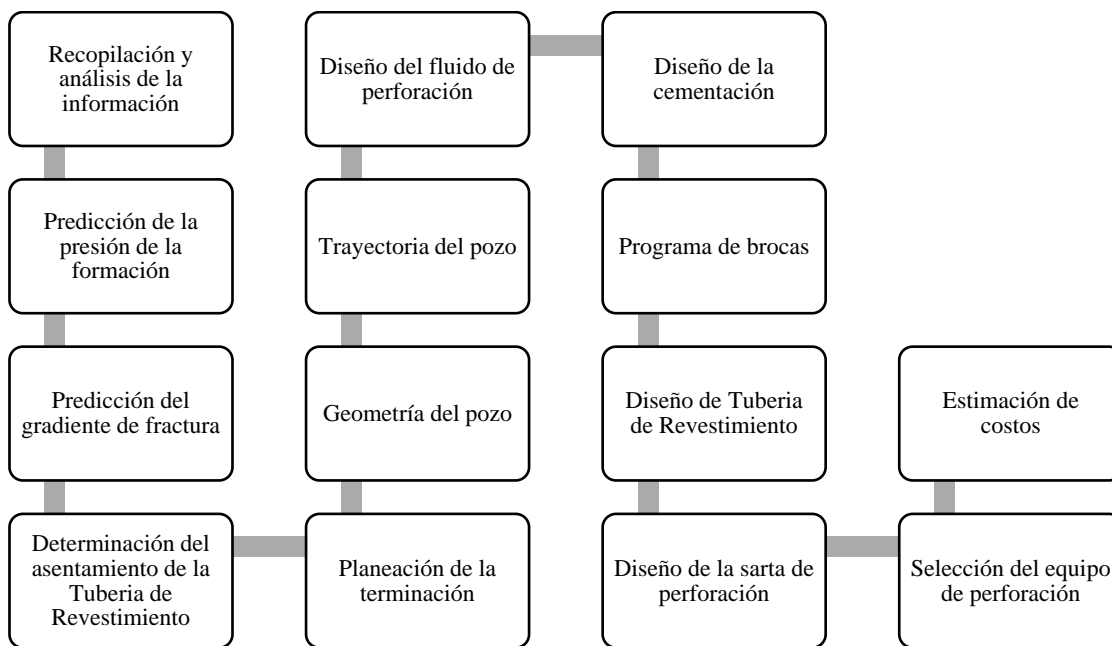 Recopilación y
análisis de la
información
Predicción de la
presión de la
formación
Predicción del
gradiente de fractura
Determinación del
asentamiento de la
Tuberia de
Revestimiento
Planeación de la
terminación
Geometría del pozo
Trayectoria del pozo
Diseño del fluido de
perforación
Diseño de la
cementación
Programa de brocas
Diseño de Tuberia
de Revestimiento
Diseño de la sarta de
perforación
Selección del equipo
de perforación
Estimación de
costos